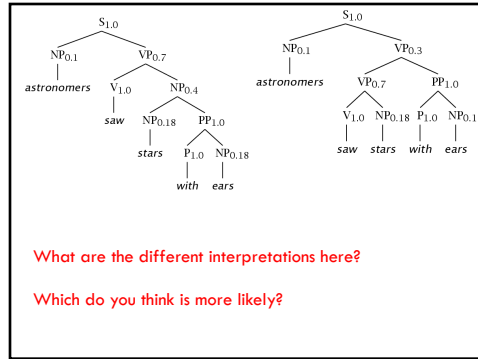 S1.0 S1.0
NP0.1 VP0.7 NP0.1 VP0.3
astronomers V1.0 NP0.4 astronomers VP0.7 PP1.0
saw NP0.18 PP1.0 V1.0 NP0.18 P1.0 NP0.1
stars P1.0 NP0.18 saw stars with ears
with ears
What are the different interpretations here?
Which do you think is more likely?